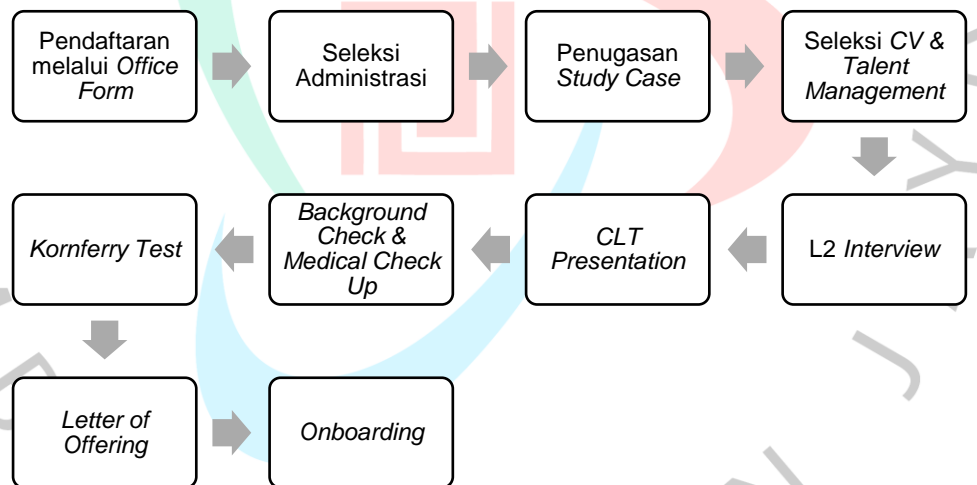 Pendaftaran
melalui Office
Form
Seleksi
Administrasi
Penugasan
Study Case
Seleksi CV &
Talent
Management
L2 Interview
CLT
Presentation
Background
Check &
Medical Check
Up
Kornferry Test
Letter of
Offering
Onboarding